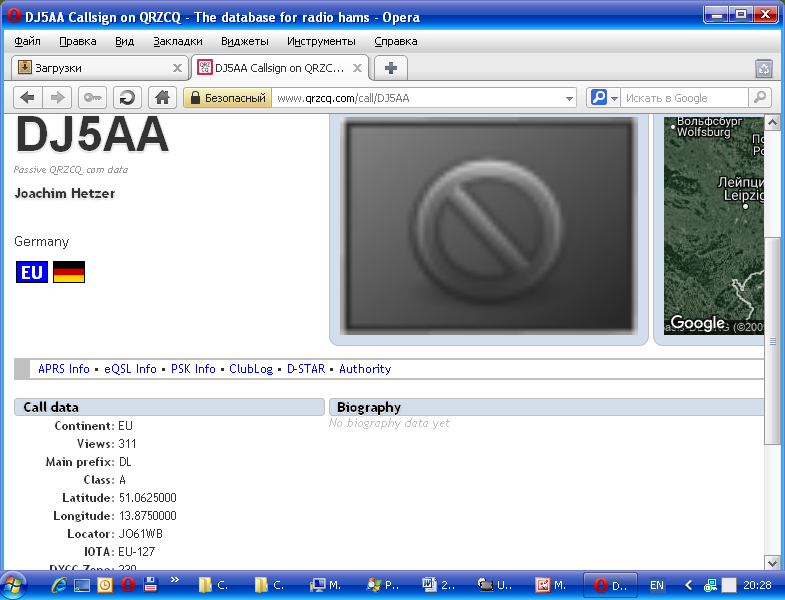 DJ5AA Callsign on QRZCQ - The database for radio hams - Opera
Файл Правка Вид Закладки Виджеты Инструменты Справка
Загрузки DJ5AA Callsign on QRZC...
Безопасный www.qrzcq.com/call/DJ5AA Искать в Google
DJ5AA
Passive QRZCQ.com data
Joachim Hetzer
Germany
EU
Вольфсбург
Wolfsburg
По
Po
Лейпци
Leipzig
Google
(©2009
APRS Info • eQSL Info • PSK Info • ClubLog • D-STAR • Authority
Call data
Continent: EU
Views: 311
Main prefix: DL
Class: A
Latitude: 51.0625000
Longitude: 13.8750000
Locator: JO61WB
IOTA: EU-127
DXCC Zone: 230
Biography
No biography data yet
С. С. М. Р.. 2.. U.. М. D.. EN 20:28